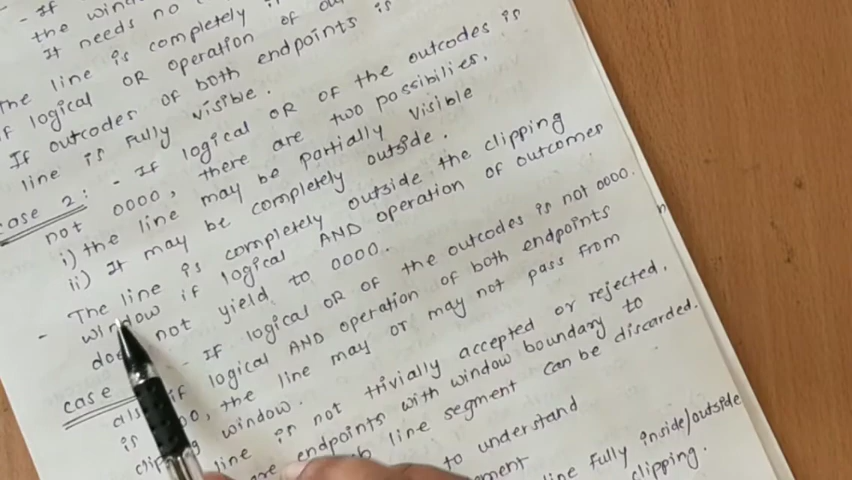 - If
the wind
It needs no
The line is completely
if logical OR operation of ou
If outcodes of both endpoints is
line is fully visible.
case 2: - If logical OR of the outcodes is
not 0000, there are two possibilies.
i) the line may be partially visible
ii) It may be completely outside.
- The line is completely outside the clipping
window if logical AND operation of outcomes
does not yield to 0000.
case - If logical OR of the outcodes is not 0000.
also if logical AND operation of both endpoints
is 0000, the line may or may not pass from
clipping window.
line is not trivially accepted or rejected.
are endpoints with window boundary to
line segment can be discarded.
to understand
line fully inside/outside
clipping.